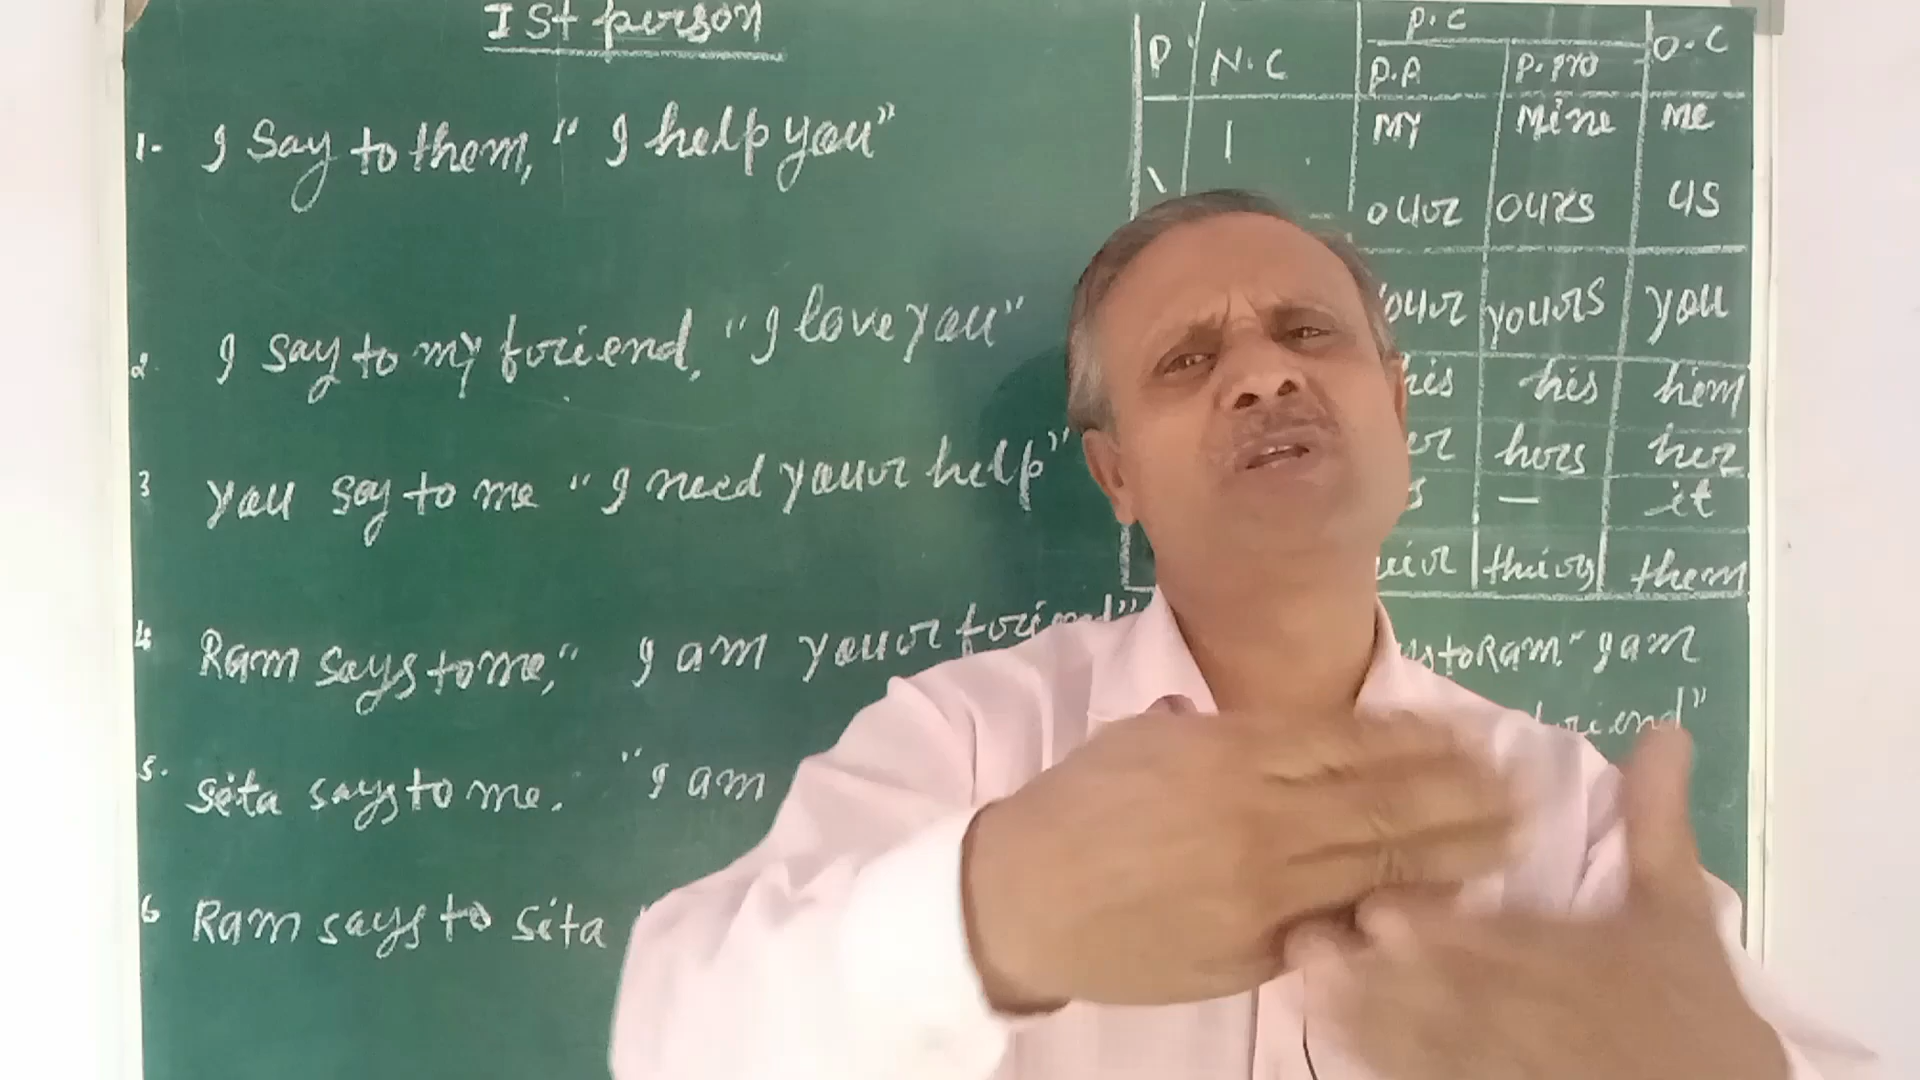 Ist person
1- I say to them, " I help you"
2. I say to my friend, "I love you"
3 you say to me "I need your help"
4 Ram says to me," I am your friend"
5. sita says to me. "I am
6 Ram says to sita
P N.C P.C O.C
P.A P.Pro
1 I MY Mine Me
our ours us
your yours you
his his him
hers her
— it
theirs them
to Ram "I am
friend"